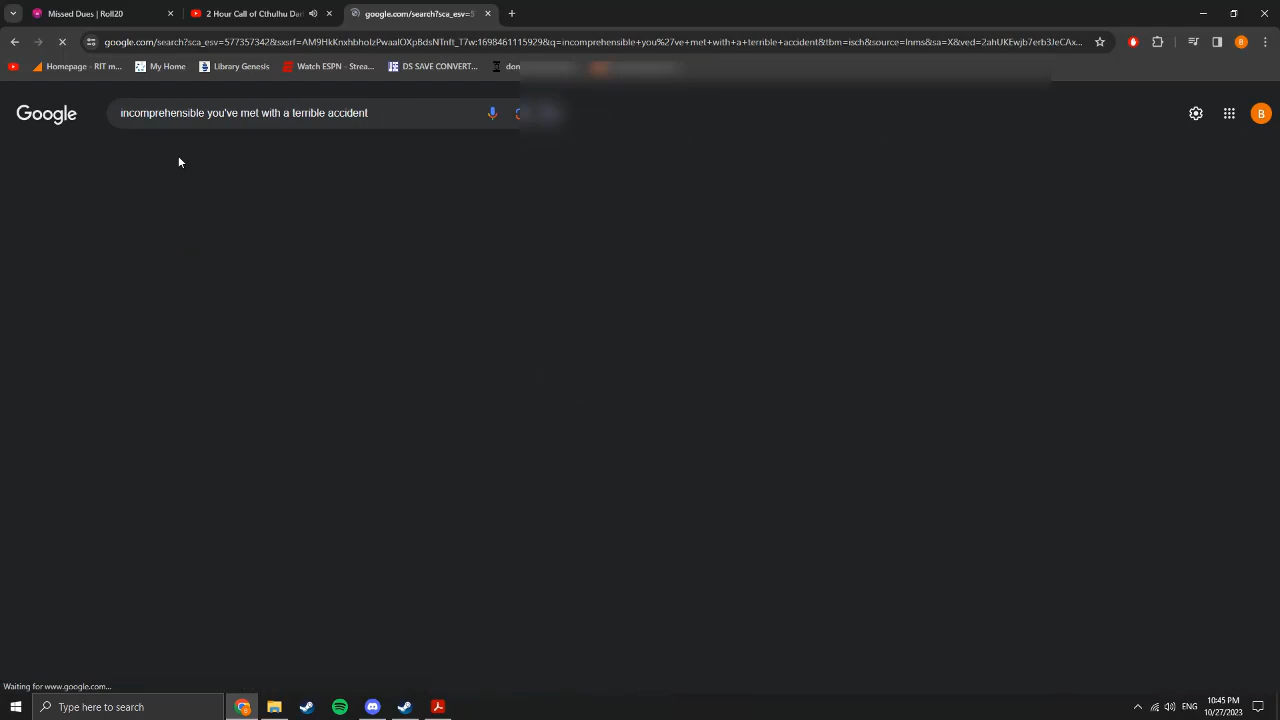 Missed Dues | Roll20
2 Hour Call of Cthulhu Dar
google.com/search?sca_esv=5
google.com/search?sca_esv=577357342&sxsrf=AM9HkKnxhbholzPwaalOXpBdsNTnft_T7w:1698461115929&q=incomprehensible+you%27ve+met+with+a+terrible+accident&tbm=isch&source=lnms&sa=X&ved=2ahUKEwjb7erb3JeCAx...
Homepage - RIT m...
My Home
Library Genesis
Watch ESPN - Strea...
DS SAVE CONVERT...
don
Google
incomprehensible you've met with a terrible accident
B
Waiting for www.google.com...
Type here to search
ENG
10:45 PM
10/27/2023